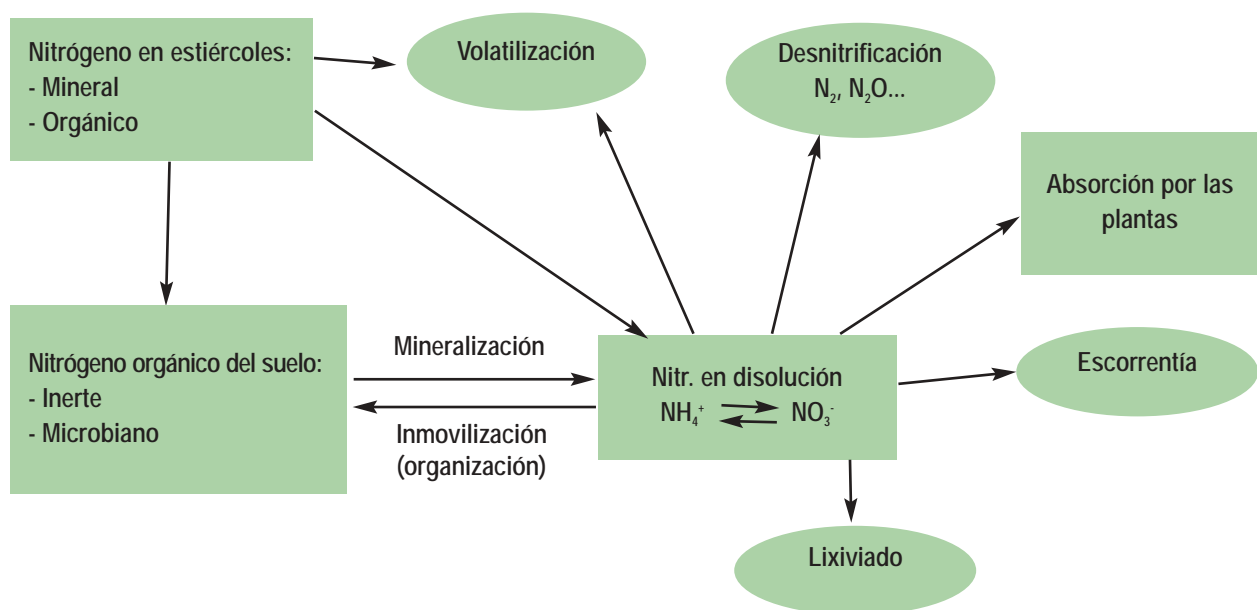 Nitrógeno en estiércoles:
- Mineral
- Orgánico
Volatilización
Desnitrificación
N₂, N₂O...
Absorción por las
plantas
Nitrógeno orgánico del suelo:
- Inerte
- Microbiano
Mineralización
Inmovilización
(organización)
Nitr. en disolución
NH₄⁺ NO₃⁻
Escorrentía
Lixiviado